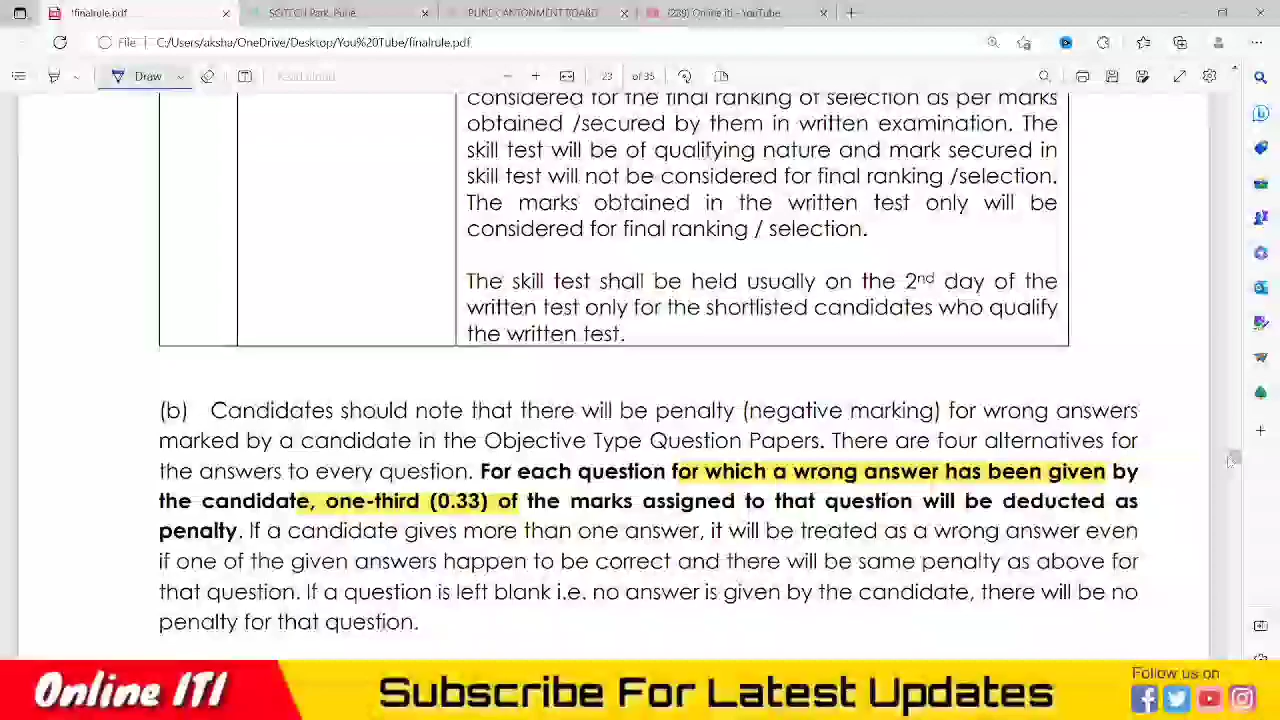 finalrule.pdf
SCITECH Park, Pune.
PUNE CANTONMENT BOARD
(239) Online Iti - YouTube
File
C:/Users/aksha/OneDrive/Desktop/You%20Tube/finalrule.pdf
Draw
Read aloud
23 of 35
considered for the final ranking of selection as per marks
obtained /secured by them in written examination. The
skill test will be of qualifying nature and mark secured in
skill test will not be considered for final ranking /selection.
The marks obtained in the written test only will be
considered for final ranking / selection.
The skill test shall be held usually on the 2nd day of the
written test only for the shortlisted candidates who qualify
the written test.
(b) Candidates should note that there will be penalty (negative marking) for wrong answers
marked by a candidate in the Objective Type Question Papers. There are four alternatives for
the answers to every question. For each question for which a wrong answer has been given by
the candidate, one-third (0.33) of the marks assigned to that question will be deducted as
penalty. If a candidate gives more than one answer, it will be treated as a wrong answer even
if one of the given answers happen to be correct and there will be same penalty as above for
that question. If a question is left blank i.e. no answer is given by the candidate, there will be no
penalty for that question.
Online ITI
Subscribe For Latest Updates
Follow us on